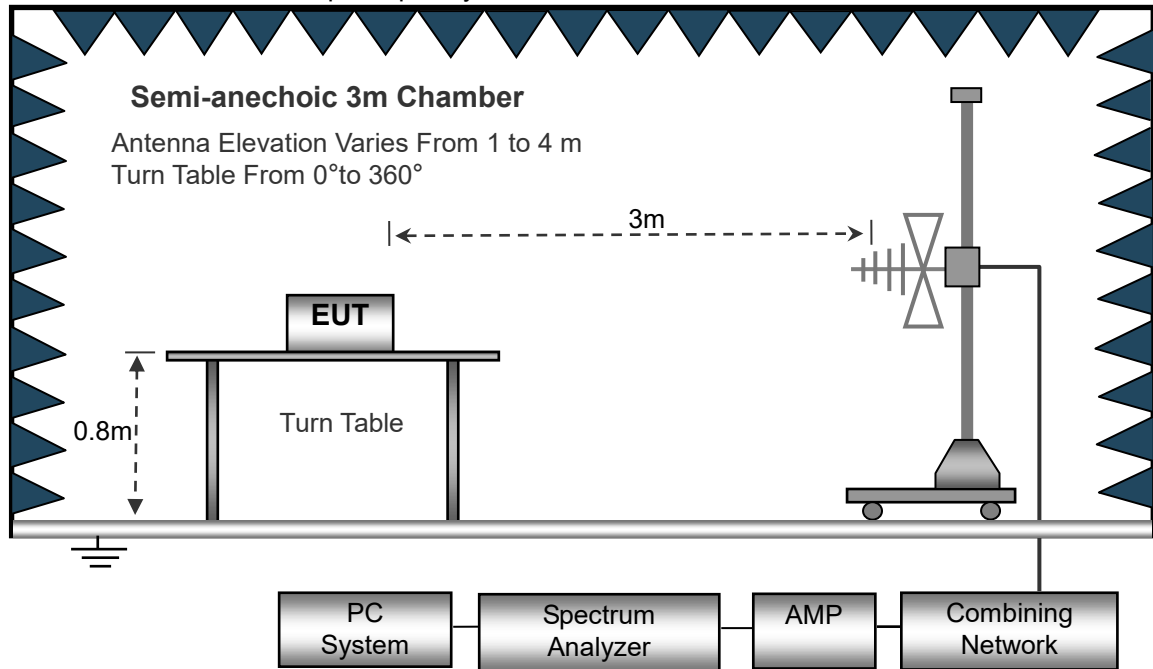 Semi-anechoic 3m Chamber
Antenna Elevation Varies From 1 to 4 m
Turn Table From 0°to 360°
3m
EUT
0.8m
Turn Table
PC
System
Spectrum
Analyzer
AMP
Combining
Network